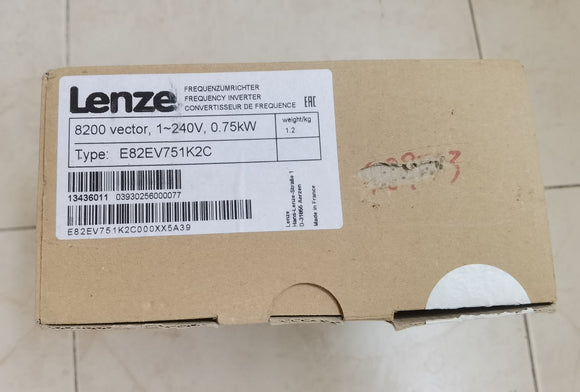 Lenze
FREQUENZUMRICHTER
FREQUENCY INVERTER
CONVERTISSEUR DE FREQUENCE
EAC
8200 vector, 1~240V, 0.75kW
weight/kg
1.2
Type: E82EV751K2C
13436011 03930256000077
E82EV751K2C000XX5A39
Lenze
Hans-Lenze-Straße 1
D-31855 Aerzen
Made in France